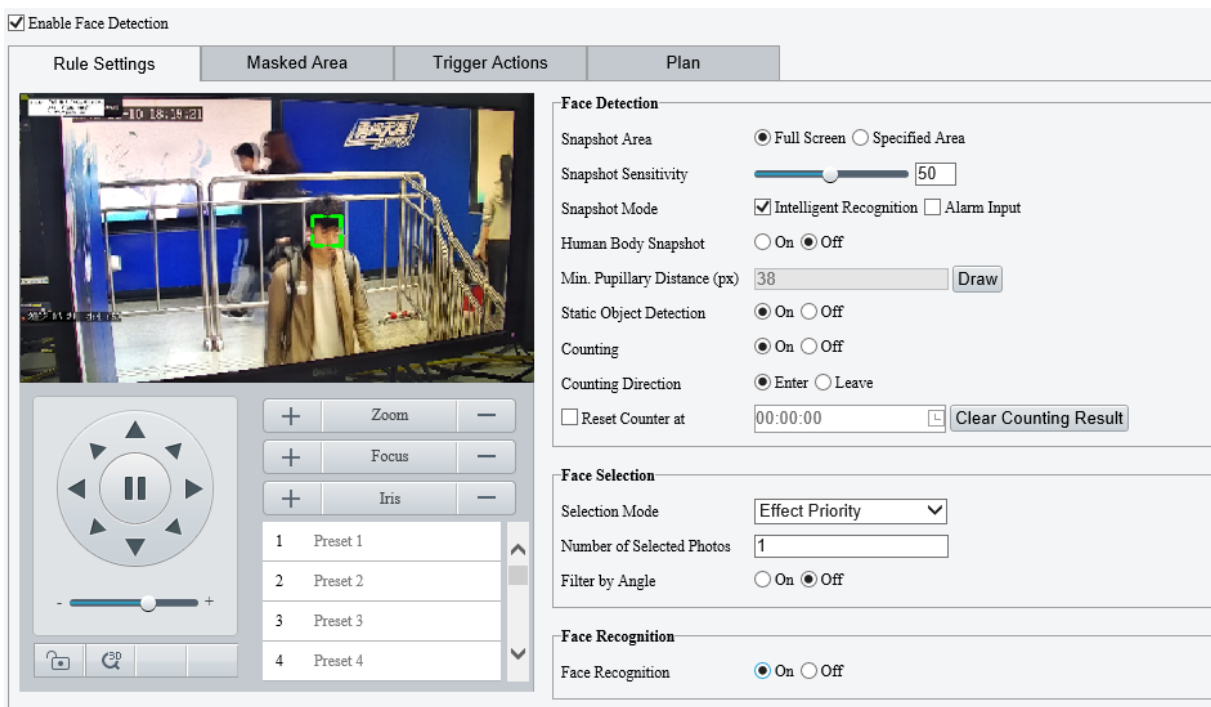 Enable Face Detection
Rule Settings
Masked Area
Trigger Actions
Plan
18:19:21
Zoom
Focus
Iris
1 Preset 1
2 Preset 2
3 Preset 3
4 Preset 4
- +
3D
Face Detection
Snapshot Area Full Screen Specified Area
Snapshot Sensitivity 50
Snapshot Mode Intelligent Recognition Alarm Input
Human Body Snapshot On Off
Min. Pupillary Distance (px) 38 Draw
Static Object Detection On Off
Counting On Off
Counting Direction Enter Leave
Reset Counter at 00:00:00 Clear Counting Result
Face Selection
Selection Mode Effect Priority
Number of Selected Photos 1
Filter by Angle On Off
Face Recognition
Face Recognition On Off